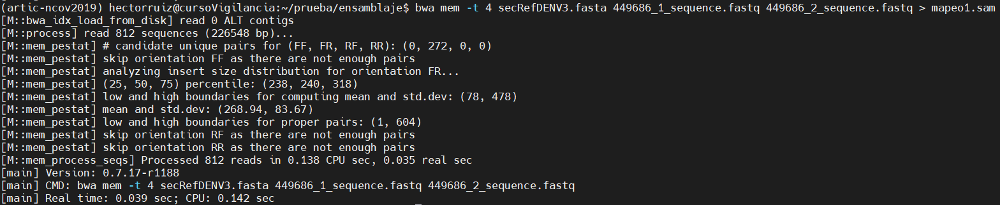 (artic-ncov2019) hectorruiz@cursoVigilancia:~/prueba/ensamblaje$ bwa mem -t 4 secRefDENV3.fasta 449686_1_sequence.fastq 449686_2_sequence.fastq > mapeo1.sam
[M::bwa_idx_load_from_disk] read 0 ALT contigs
[M::process] read 812 sequences (226548 bp)...
[M::mem_pestat] # candidate unique pairs for (FF, FR, RF, RR): (0, 272, 0, 0)
[M::mem_pestat] skip orientation FF as there are not enough pairs
[M::mem_pestat] analyzing insert size distribution for orientation FR...
[M::mem_pestat] (25, 50, 75) percentile: (238, 240, 318)
[M::mem_pestat] low and high boundaries for computing mean and std.dev: (78, 478)
[M::mem_pestat] mean and std.dev: (268.94, 83.67)
[M::mem_pestat] low and high boundaries for proper pairs: (1, 604)
[M::mem_pestat] skip orientation RF as there are not enough pairs
[M::mem_pestat] skip orientation RR as there are not enough pairs
[M::mem_process_seqs] Processed 812 reads in 0.138 CPU sec, 0.035 real sec
[main] Version: 0.7.17-r1188
[main] CMD: bwa mem -t 4 secRefDENV3.fasta 449686_1_sequence.fastq 449686_2_sequence.fastq
[main] Real time: 0.039 sec; CPU: 0.142 sec